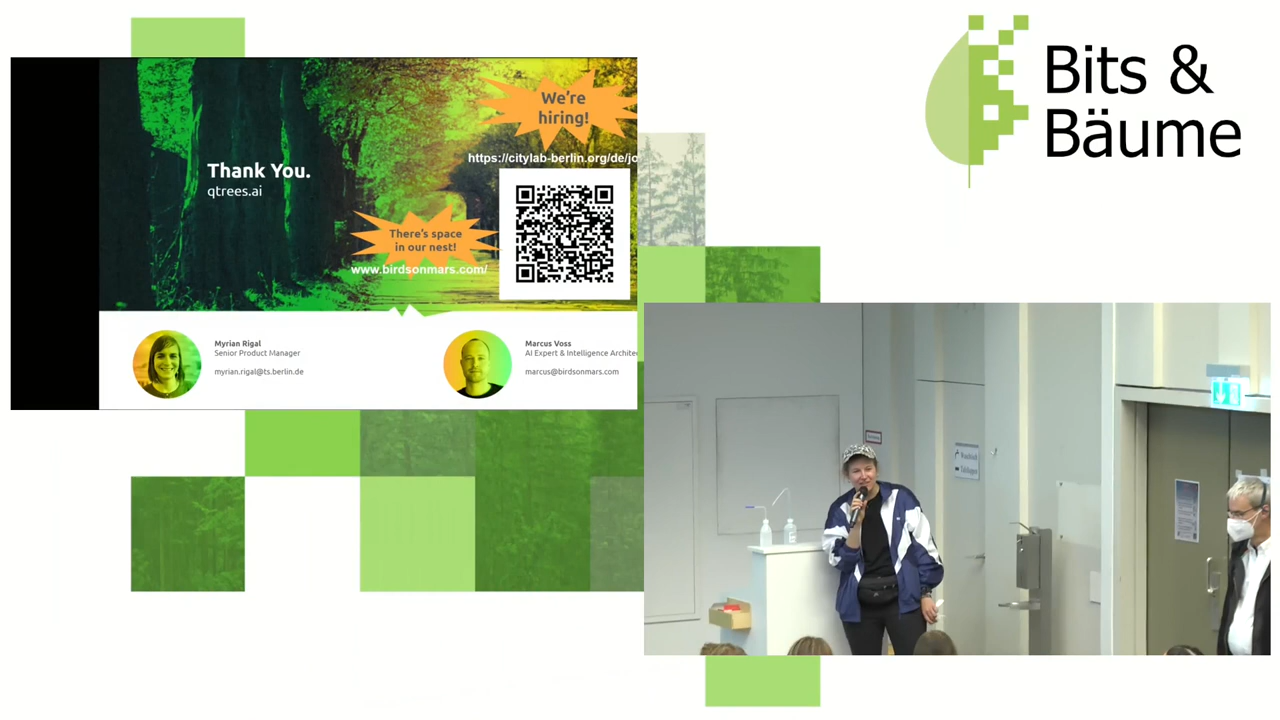 Bits &
Bäume
We're
hiring!
https://citylab-berlin.org/de/jo
Thank You.
qtrees.ai
There's space
in our nest!
www.birdsonmars.com/
Myrian Rigal
Senior Product Manager
myrian.rigal@ts.berlin.de
Marcus Voss
AI Expert & Intelligence Archite
marcus@birdsonmars.com